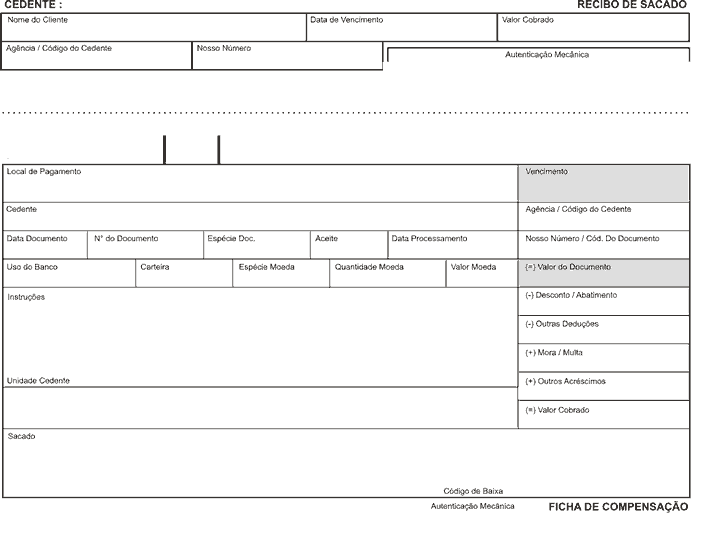 CEDENTE :
RECIBO DE SACADO
Nome do Cliente
Data de Vencimento
Valor Cobrado
Agência / Código do Cedente
Nosso Número
Autenticação Mecânica
Local de Pagamento
Vencimento
Cedente
Agência / Código do Cedente
Data Documento
N° do Documento
Espécie Doc.
Aceite
Data Processamento
Nosso Número / Cód. Do Documento
Uso do Banco
Carteira
Espécie Moeda
Quantidade Moeda
Valor Moeda
(=) Valor do Documento
Instruções
(-) Desconto / Abatimento
(-) Outras Deduções
(+) Mora / Multa
Unidade Cedente
(+) Outros Acréscimos
(=) Valor Cobrado
Sacado
Código de Baixa
Autenticação Mecânica
FICHA DE COMPENSAÇÃO